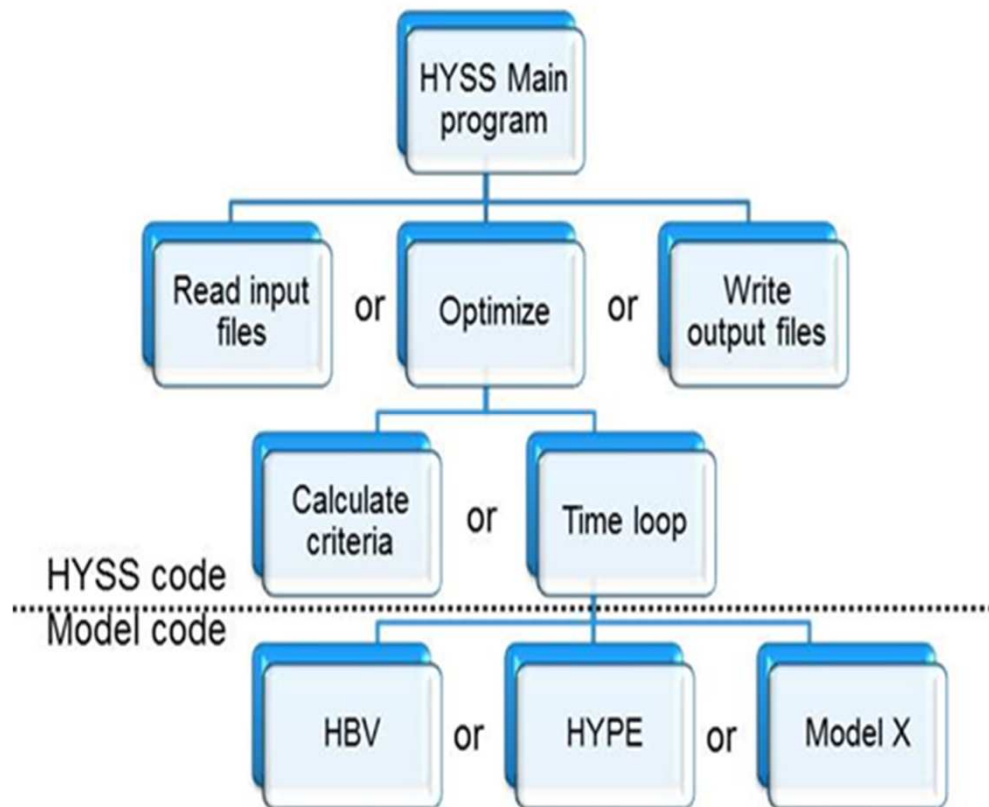 HYSS Main
program
Read input
files
or
Optimize
or
Write
output files
Calculate
criteria
or
Time loop
HYSS code
Model code
HBV
or
HYPE
or
Model X